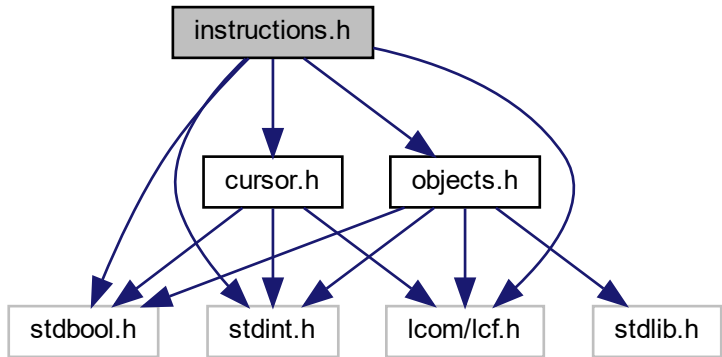 instructions.h
cursor.h
objects.h
stdbool.h
stdint.h
lcom/lcf.h
stdlib.h